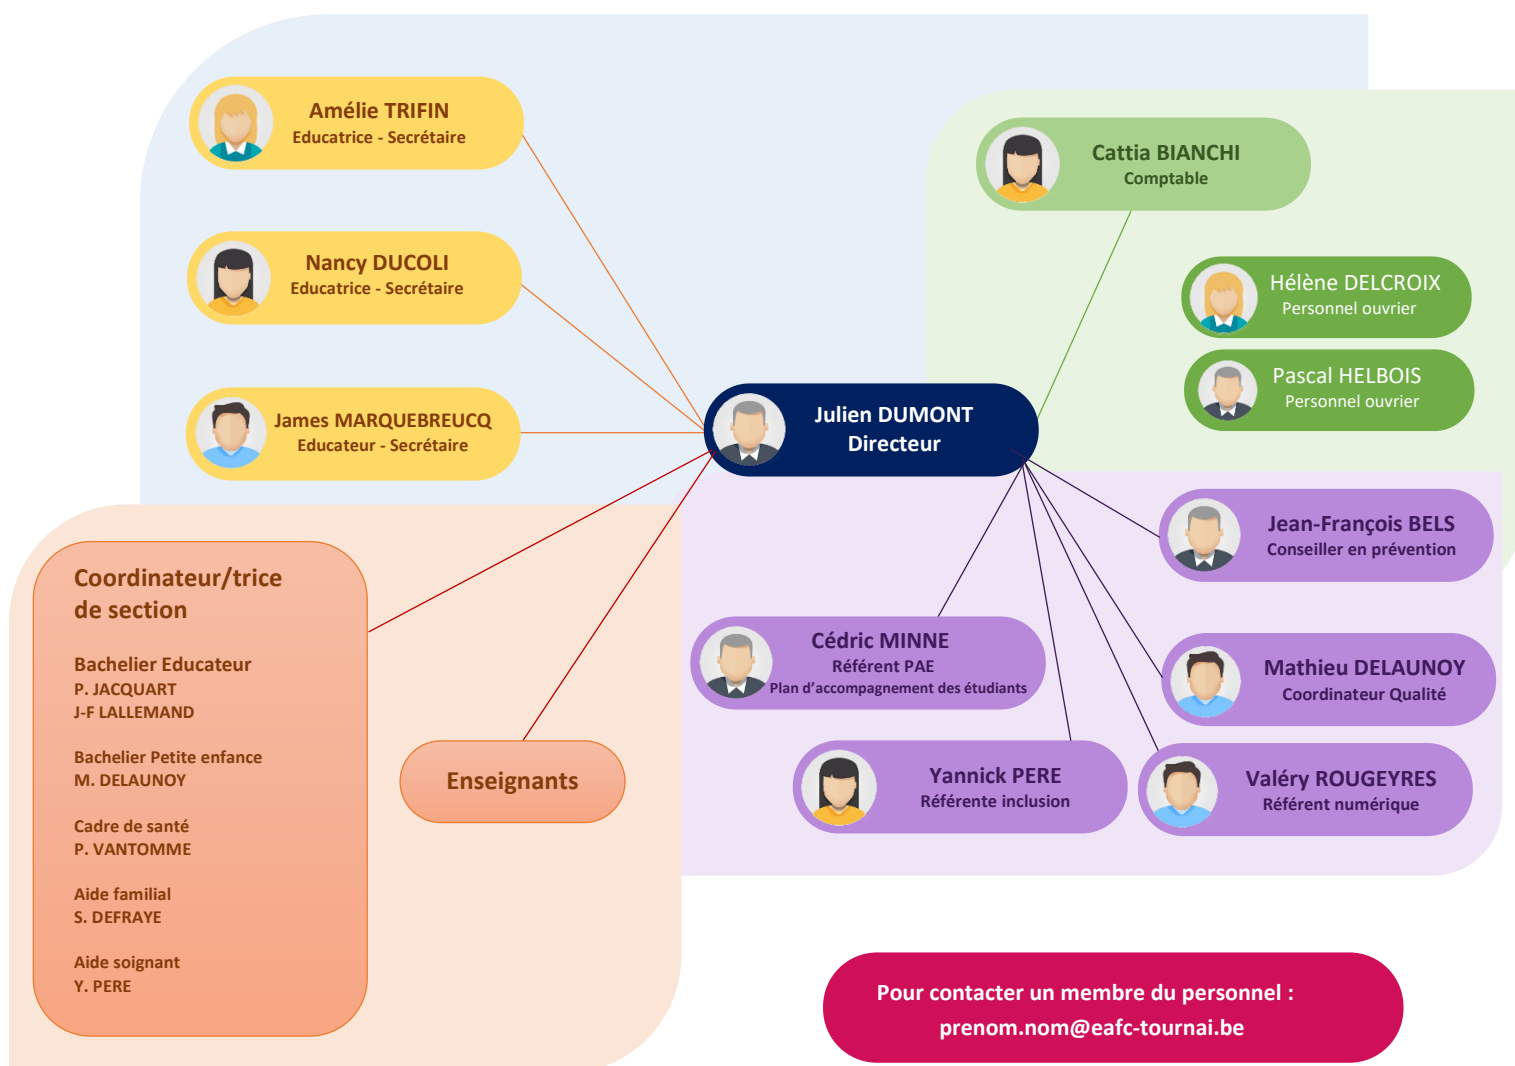 Amélie TRIFIN
Educatrice - Secrétaire
Nancy DUCOLI
Educatrice - Secrétaire
James MARQUEBREUCQ
Educateur - Secrétaire
Cattia BIANCHI
Comptable
Hélène DELCROIX
Personnel ouvrier
Pascal HELBOIS
Personnel ouvrier
Julien DUMONT
Directeur
Coordinateur/trice
de section
Bachelier Educateur
P. JACQUART
J-F LALLEMAND
Bachelier Petite enfance
M. DELAUNOY
Cadre de santé
P. VANTOMME
Aide familial
S. DEFRAYE
Aide soignant
Y. PERE
Enseignants
Jean-François BELS
Conseiller en prévention
Cédric MINNE
Référent PAE
Plan d'accompagnement des étudiants
Mathieu DELAUNOY
Coordinateur Qualité
Yannick PERE
Référente inclusion
Valéry ROUGEYRES
Référent numérique
Pour contacter un membre du personnel :
prenom.nom@eafc-tournai.be